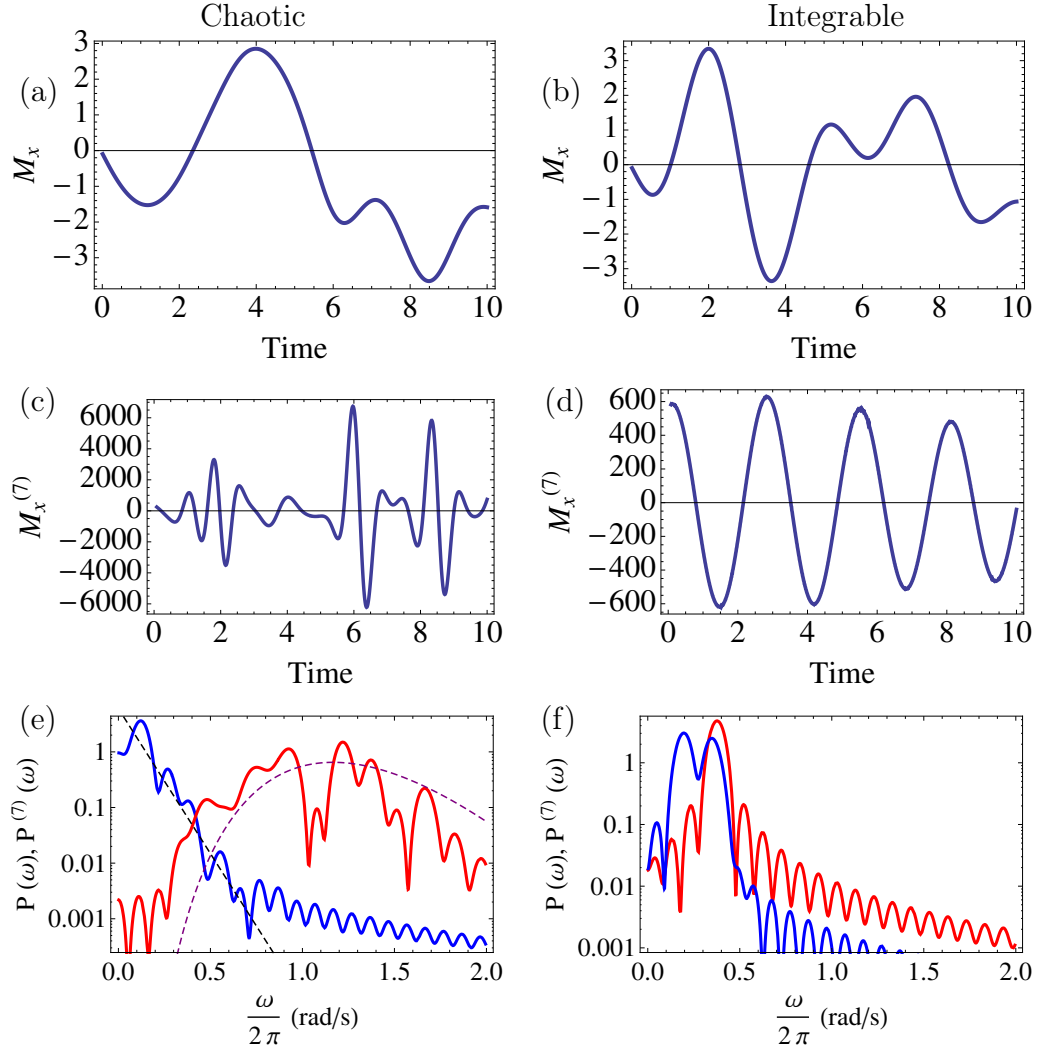 Chaotic
Integrable
(a)
M_x
3
2
1
0
−1
−2
−3
0 2 4 6 8 10
Time
(b)
M_x
3
2
1
0
−1
−2
−3
0 2 4 6 8 10
Time
(c)
M_x^(7)
6000
4000
2000
0
−2000
−4000
−6000
0 2 4 6 8 10
Time
(d)
M_x^(7)
600
400
200
0
−200
−400
−600
0 2 4 6 8 10
Time
(e)
P (ω), P^(7) (ω)
1
0.1
0.01
0.001
0.0 0.5 1.0 1.5 2.0
ω/2π (rad/s)
(f)
P (ω), P^(7) (ω)
1
0.1
0.01
0.001
0.0 0.5 1.0 1.5 2.0
ω/2π (rad/s)